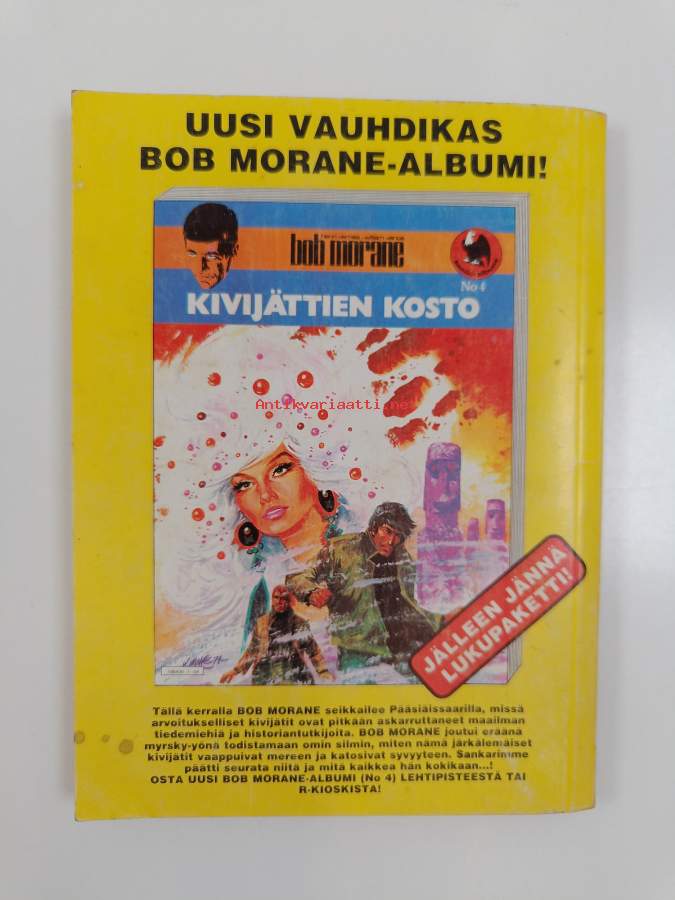 UUSI VAUHDIKAS
BOB MORANE-ALBUMI!
bob morane
No 4
KIVIJÄTTIEN KOSTO
Antikvariaatti.net
JÄLLEEN JÄNNÄ
LUKUPAKETTI!
Tällä kerralla BOB MORANE seikkailee Pääsiäissaarilla, missä
arvoitukselliset kivijätit ovat pitkään askarruttaneet maailman
tiedemiehiä ja historiantutkijoita. BOB MORANE joutui eräänä
myrsky-yönä todistamaan omin silmin, miten nämä järkälemäiset
kivijätit vaappuivat mereen ja katosivat syvyyteen. Sankarimme
päätti seurata niitä ja mitä kaikkea hän kokikaan...!
OSTA UUSI BOB MORANE-ALBUMI (No 4) LEHTIPISTEESTÄ TAI
R-KIOSKISTA!